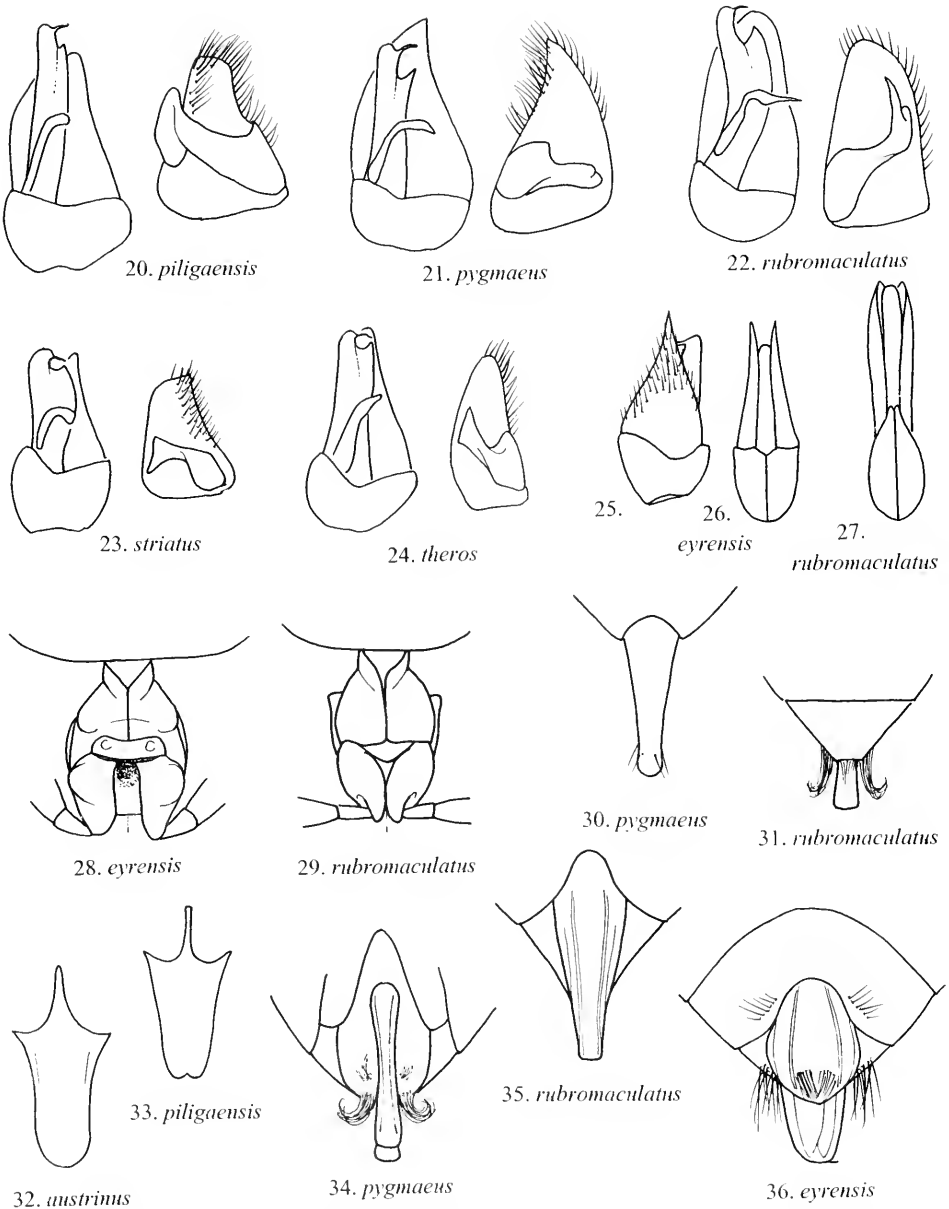 20. piligaensis
21. pygmaeus
22. rubromaculatus
23. striatus
24. theros
25.
26.
eyrensis
27.
rubromaculatus
28. eyrensis
29. rubromaculatus
30. pygmaeus
31. rubromaculatus
32. austrinus
33. piligaensis
34. pygmaeus
35. rubromaculatus
36. eyrensis